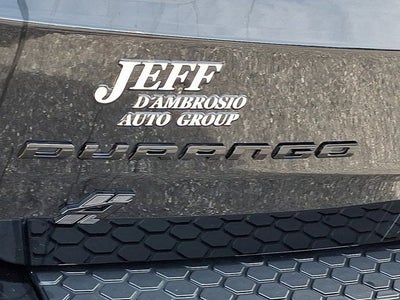 JEFF
D'AMBROSIO
AUTO GROUP
DURANGO